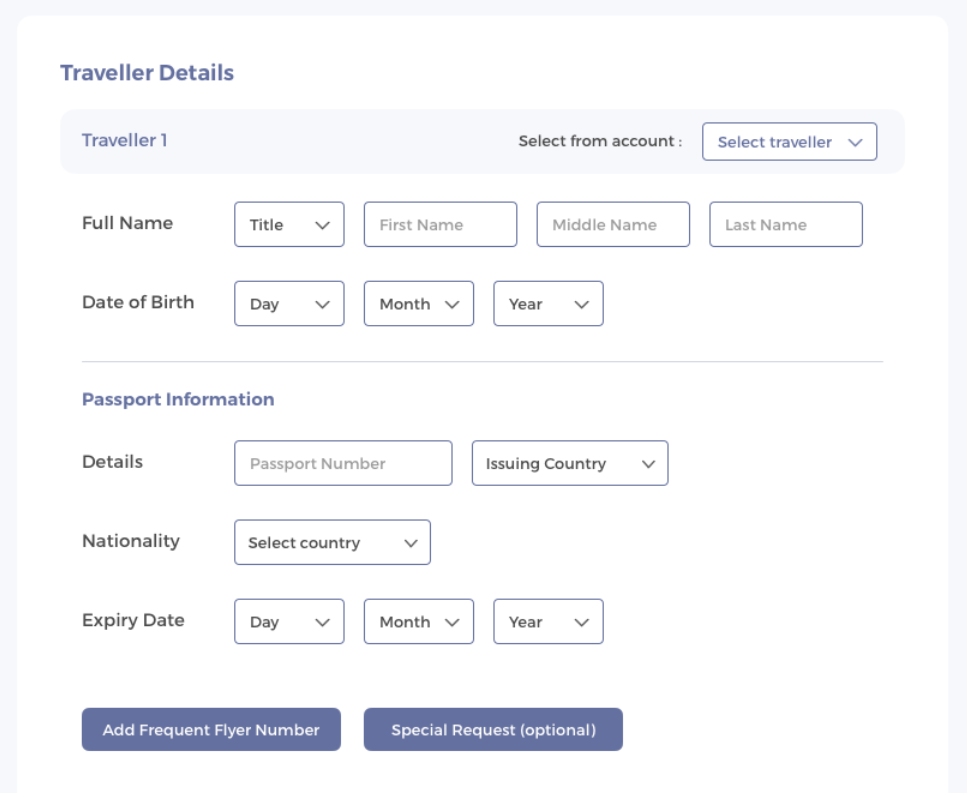 Traveller Details
Traveller 1 Select from account : Select traveller
Full Name Title First Name Middle Name Last Name
Date of Birth Day Month Year
Passport Information
Details Passport Number Issuing Country
Nationality Select country
Expiry Date Day Month Year
Add Frequent Flyer Number Special Request (optional)